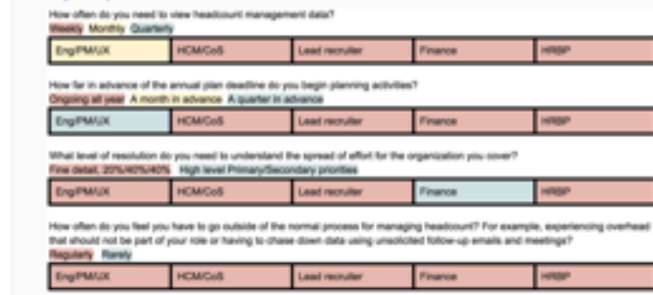 How often do you need to view headcount management data?
Weekly Monthly Quarterly
Eng/PM/UX HCM/CoS Lead recruiter Finance HRBP
How far in advance of the annual plan deadline do you begin planning activities?
Ongoing all year A month in advance A quarter in advance
Eng/PM/UX HCM/CoS Lead recruiter Finance HRBP
What level of resolution do you need to understand the spread of effort for the organization you cover?
Fine detail, 20%/40%/40% High level Primary/Secondary priorities
Eng/PM/UX HCM/CoS Lead recruiter Finance HRBP
How often do you feel you have to go outside of the normal process for managing headcount? For example, experiencing overhead
that should not be part of your role or having to chase down data using unsolicited follow-up emails and meetings?
Regularly Rarely
Eng/PM/UX HCM/CoS Lead recruiter Finance HRBP